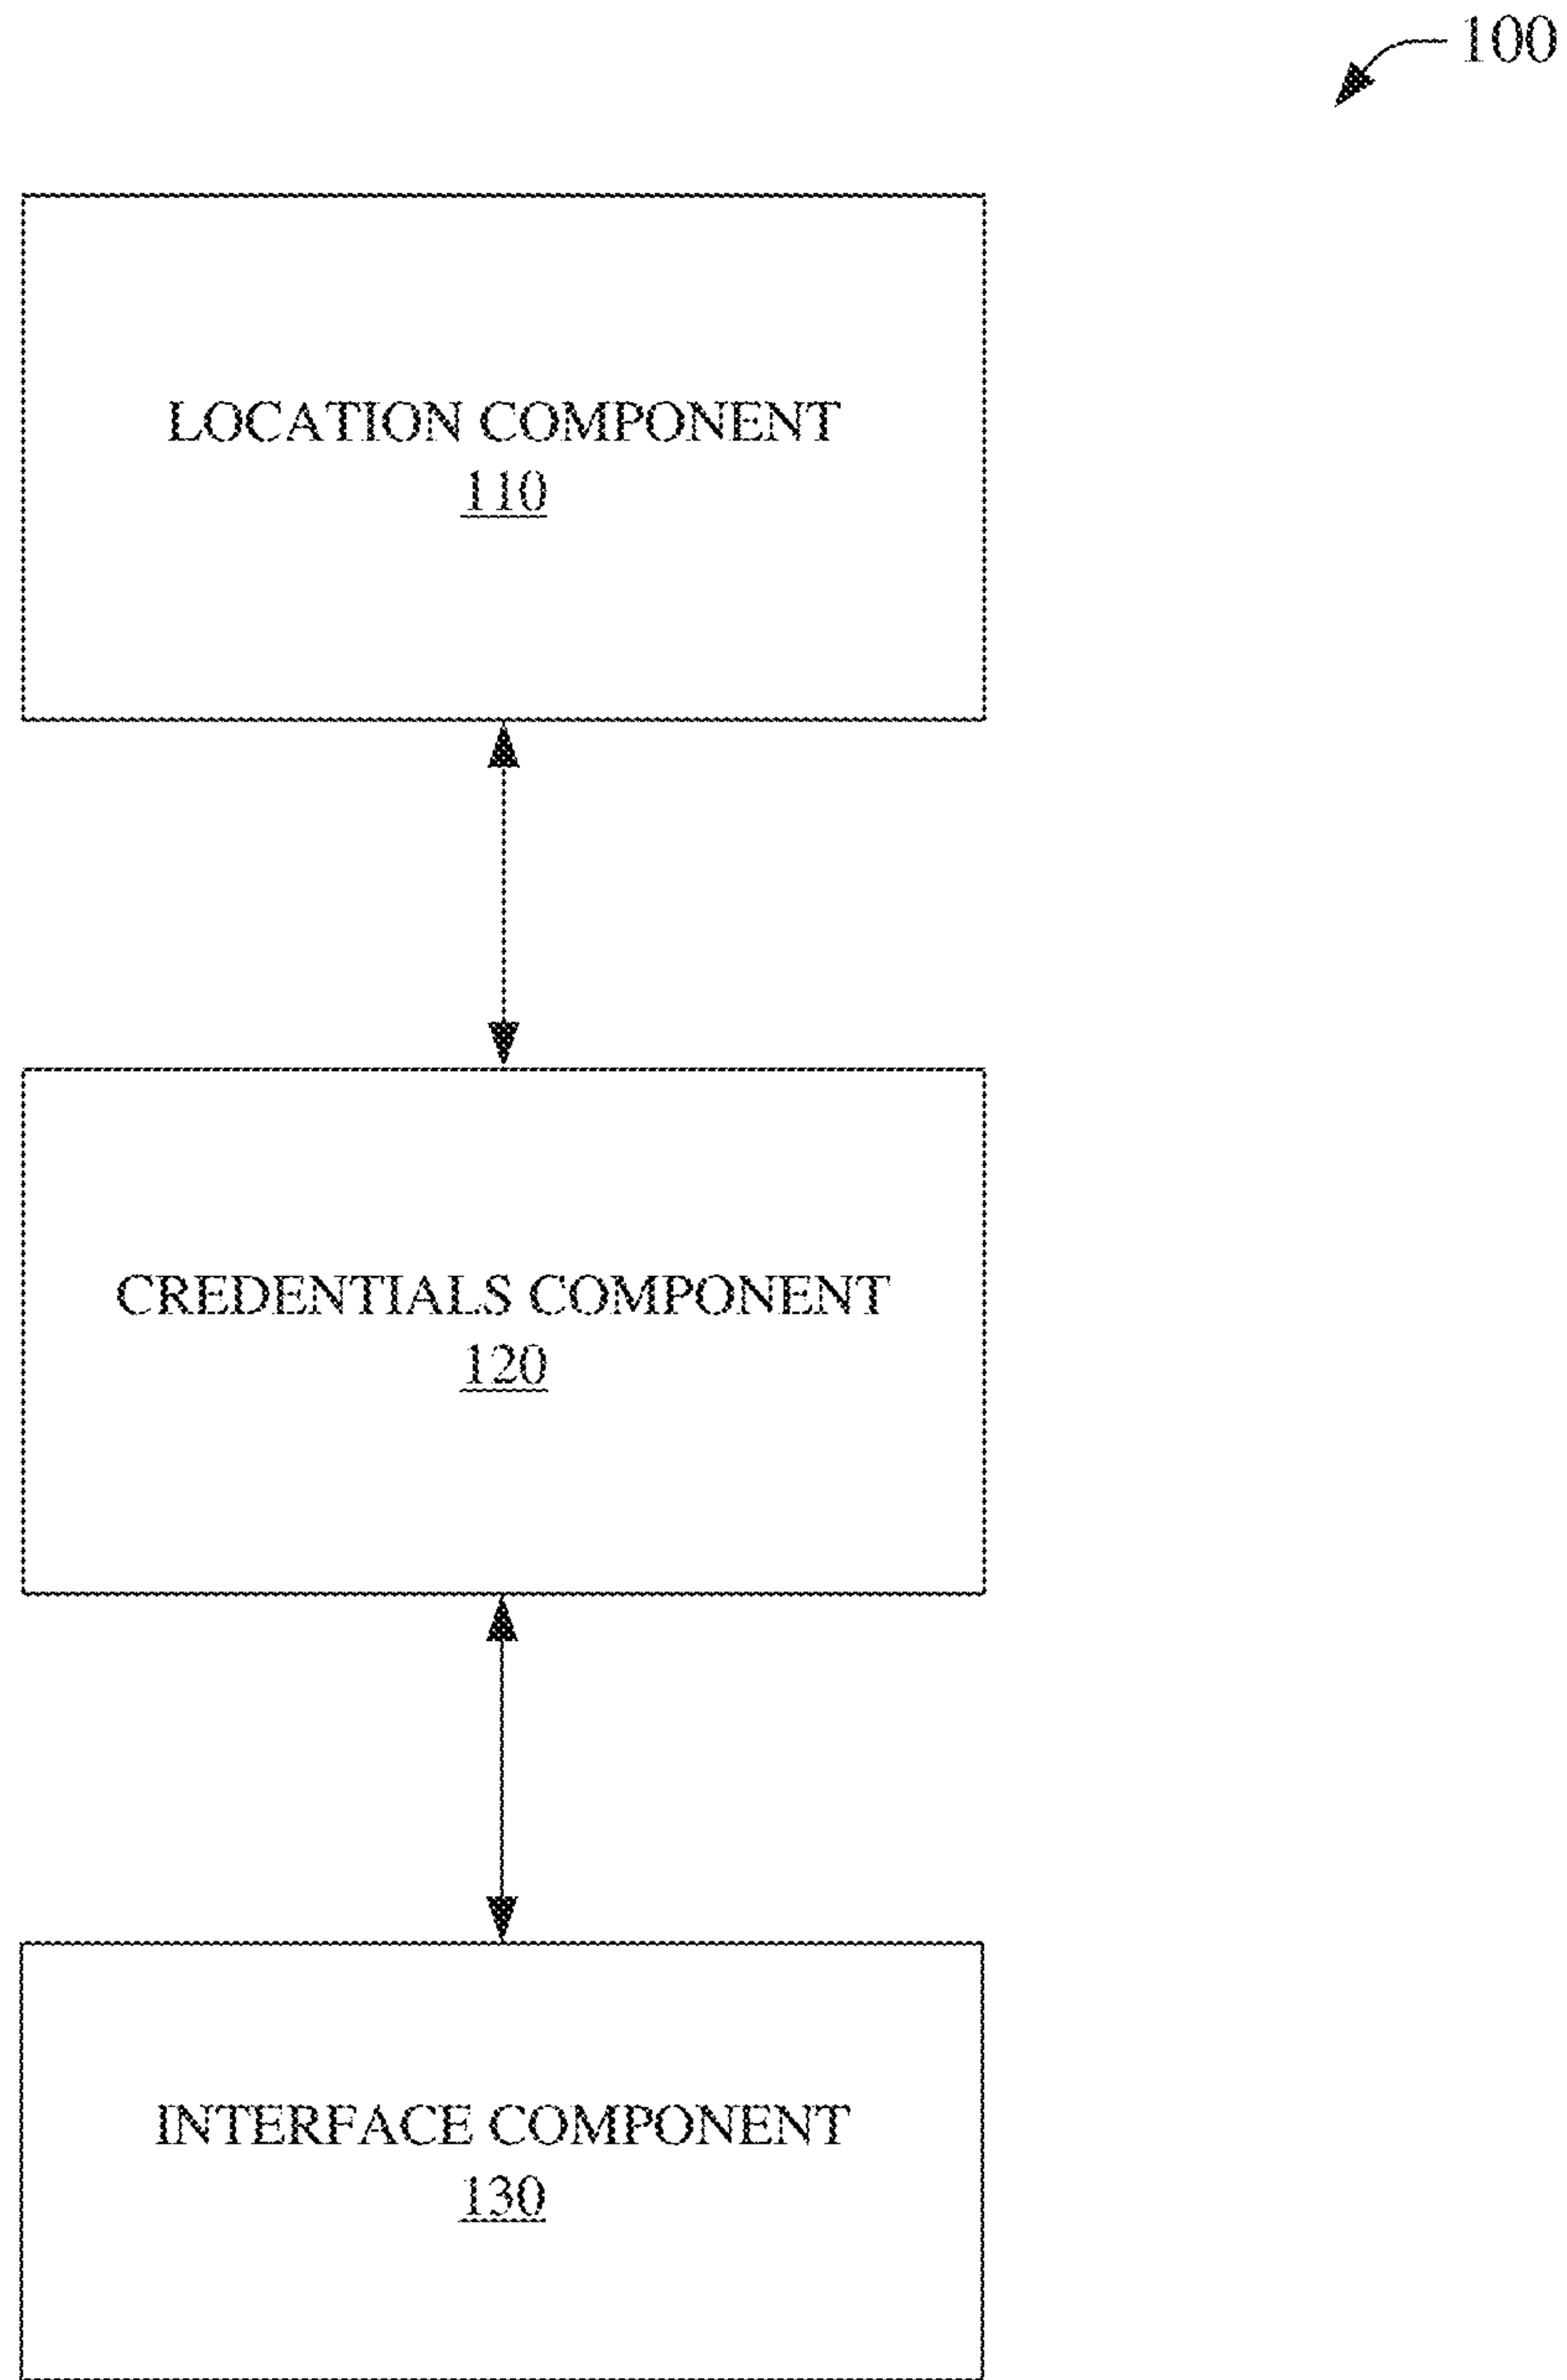 100
LOCATION COMPONENT
110
CREDENTIALS COMPONENT
120
INTERFACE COMPONENT
130